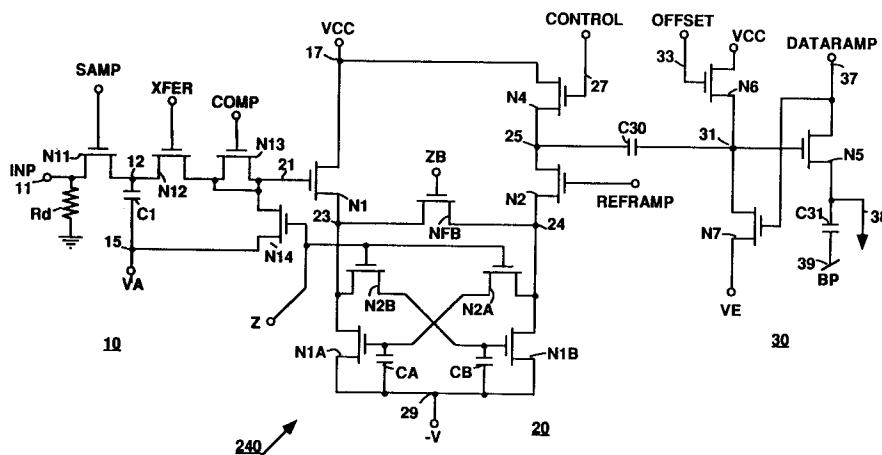 CONTROL
OFFSET
VCC
VCC
DATARAMP
17
33
37
SAMP
XFER
COMP
N4
27
N6
N11
N13
25
C30
31
INP
12
21
ZB
N5
11
N12
N1
N2
REFRAMP
Rd
C1
23
NFB
24
C31
38
15
N14
N7
39
VA
BP
N2B
N2A
Z
VE
10
N1A
N1B
30
CA
CB
29
-V
20
240